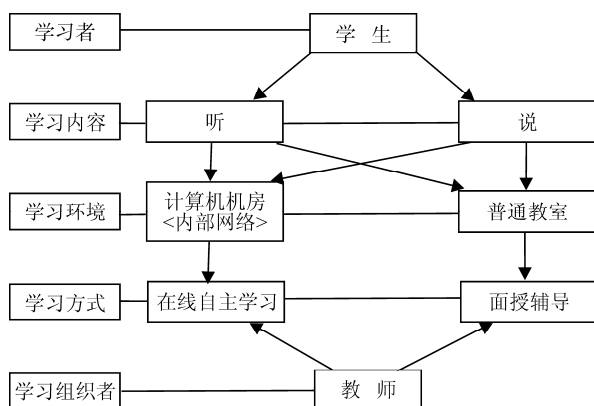 学习者
学 生
学习内容
听
说
学习环境
计算机机房
<内部网络>
普通教室
学习方式
在线自主学习
面授辅导
学习组织者
教 师